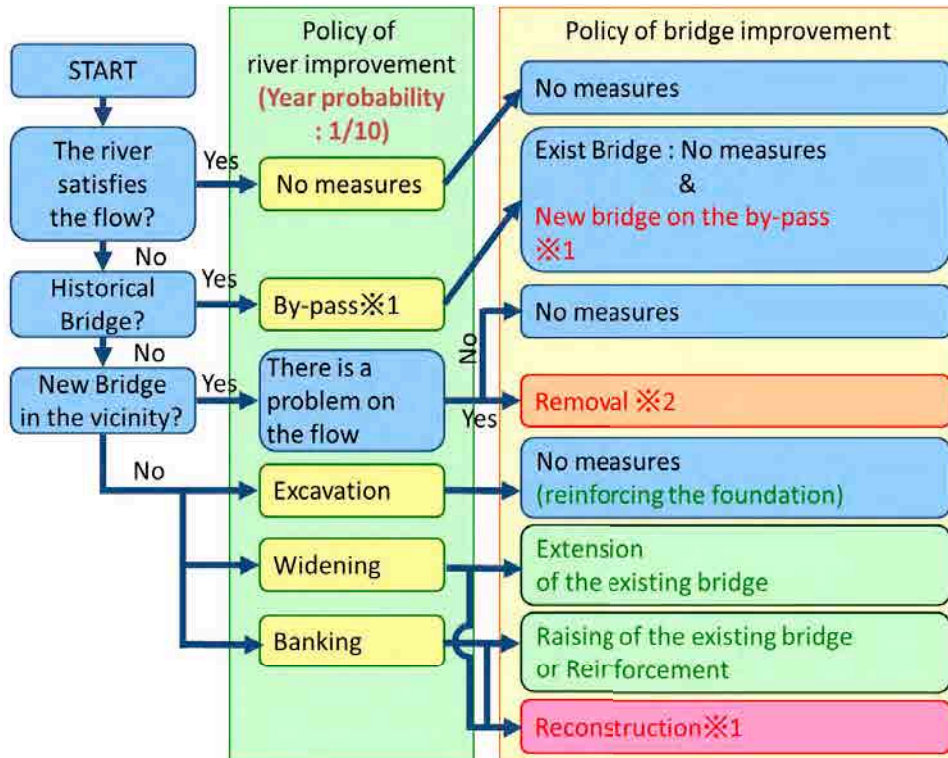 Policy of
river improvement
(Year probability
: 1/10)
Policy of bridge improvement
START
The river
satisfies
the flow?
Yes
No measures
No measures
No
Historical
Bridge?
Yes
By-pass※1
Exist Bridge : No measures
&
New bridge on the by-pass
※1
No
New Bridge
in the vicinity?
Yes
There is a
problem on
the flow
No
No measures
Yes
Removal ※2
No
Excavation
No measures
(reinforcing the foundation)
Widening
Extension
of the existing bridge
Banking
Raising of the existing bridge
or Reinforcement
Reconstruction※1